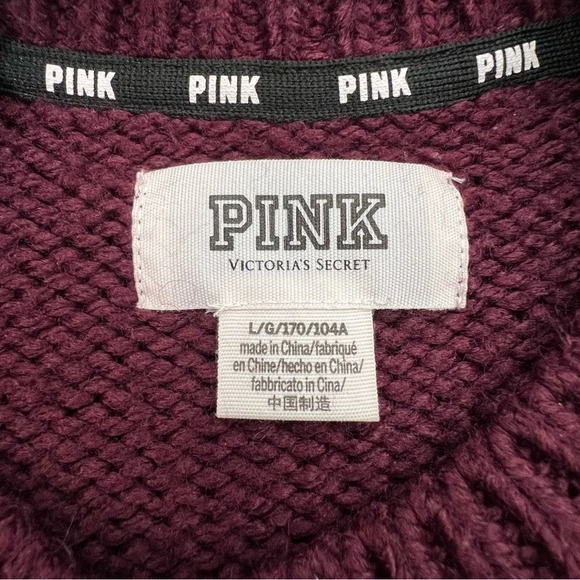 PINK PINK PINK PINK
PINK
VICTORIA'S SECRET
L/G/170/104A
made in China/fabriqué
en Chine/hecho en China/
fabbricato in Cina/
中国制造